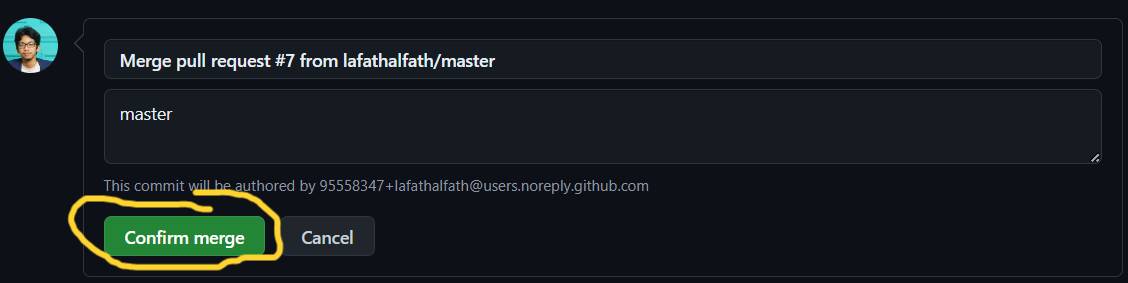 Merge pull request #7 from lafathalfath/master
master
This commit will be authored by 95558347+lafathalfath@users.noreply.github.com
Confirm merge
Cancel